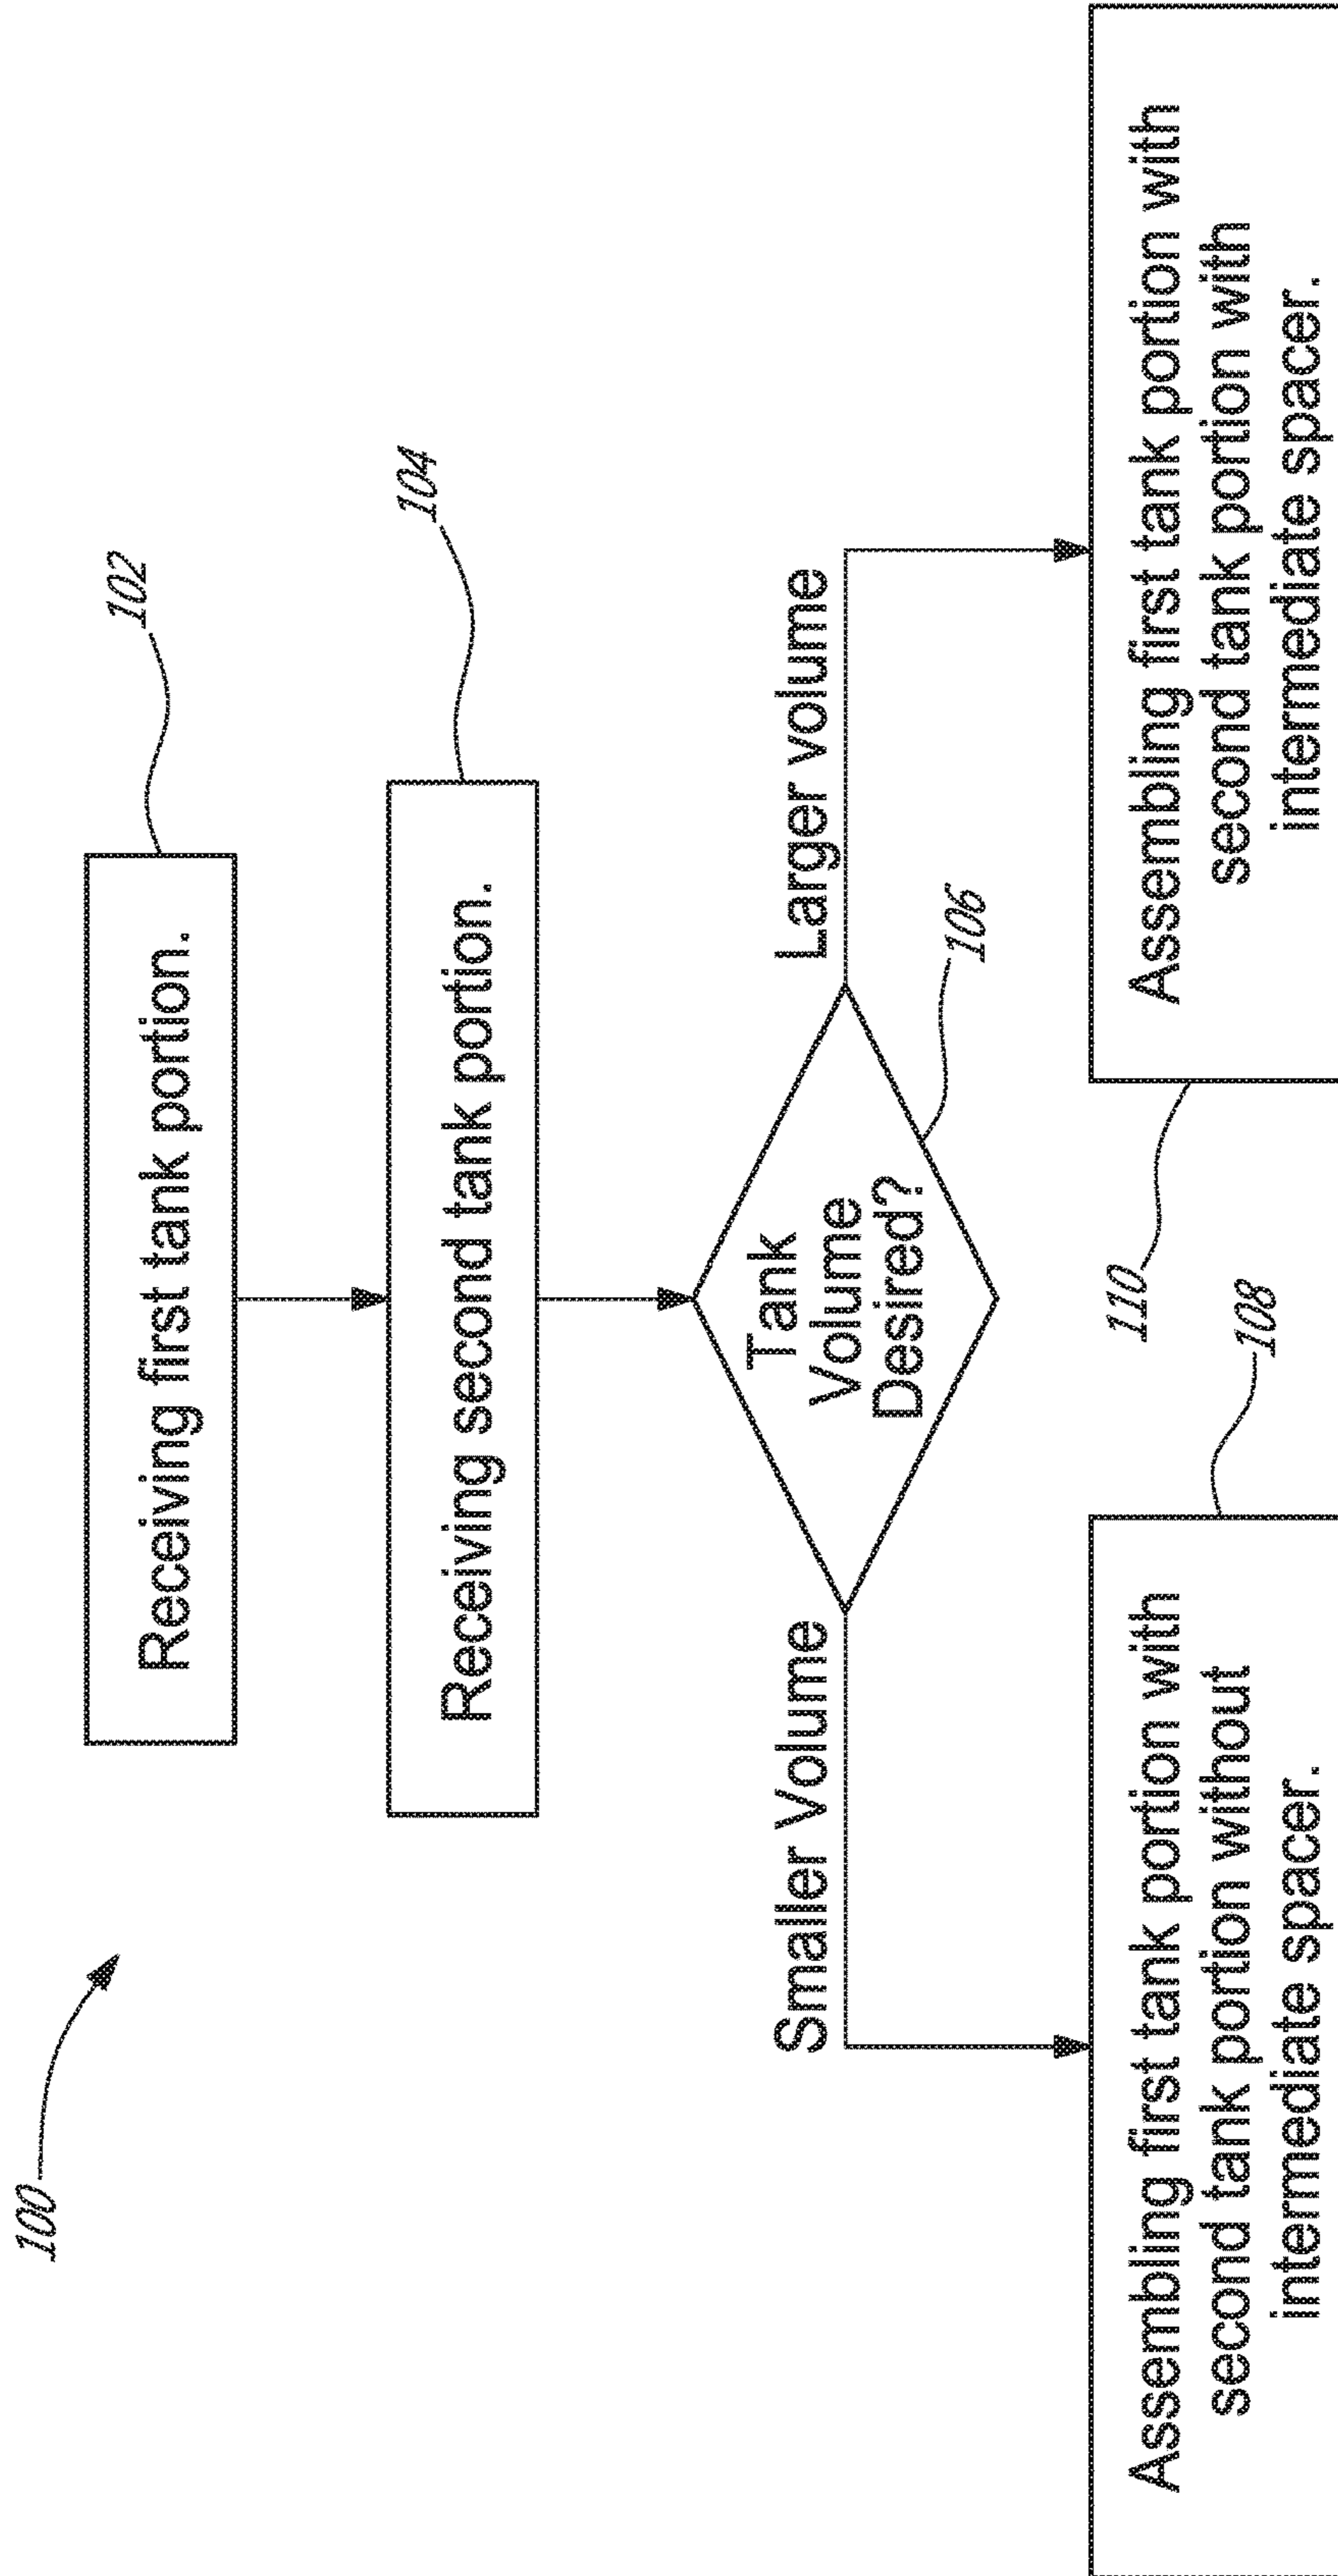 100
102
Receiving first tank portion.
104
Receiving second tank portion.
Smaller Volume
Tank
Volume
Desired?
Larger volume
106
108
Assembling first tank portion with
second tank portion without
intermediate spacer.
110
Assembling first tank portion with
second tank portion with
intermediate spacer.